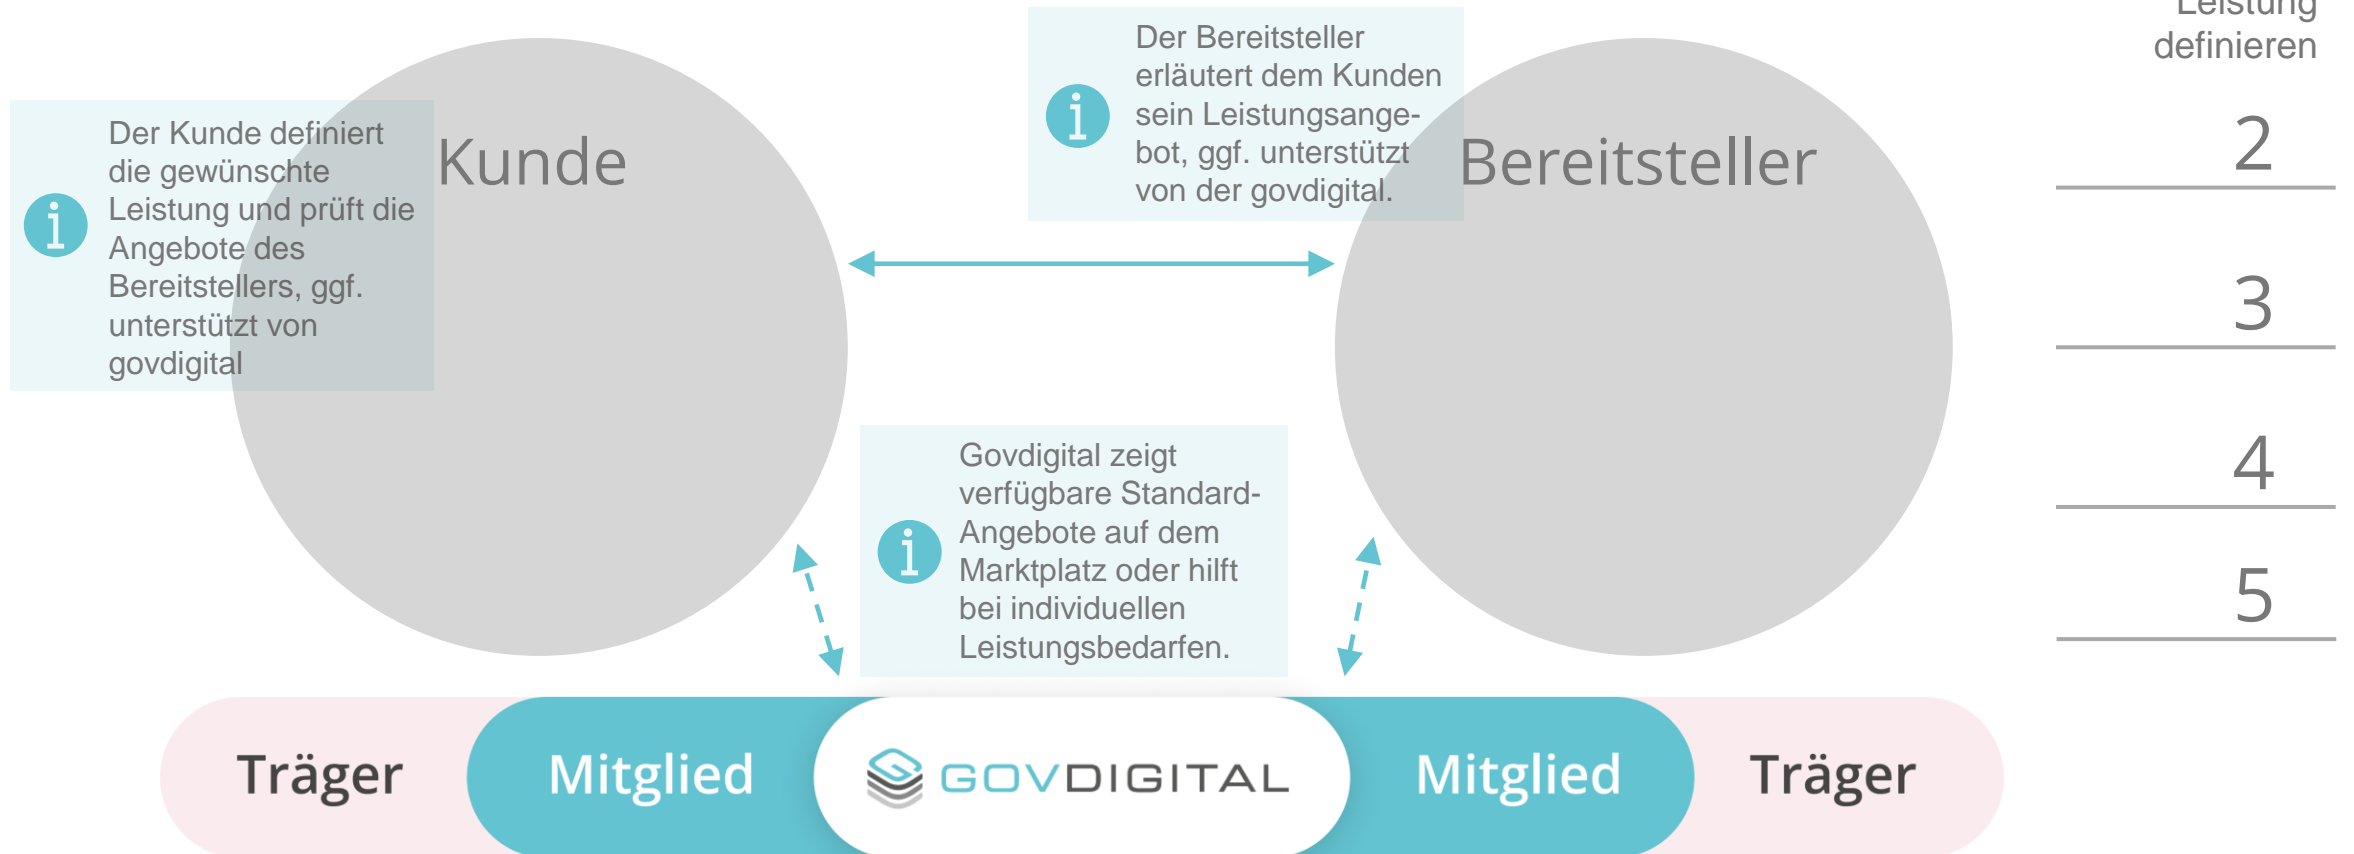 Leistung
definieren
Der Kunde definiert
die gewünschte
Leistung und prüft die
Angebote des
Bereitstellers, ggf.
unterstützt von
govdigital
Kunde
Der Bereitsteller
erläutert dem Kunden
sein Leistungsange-
bot, ggf. unterstützt
von der govdigital.
Bereitsteller
2
3
4
5
Govdigital zeigt
verfügbare Standard-
Angebote auf dem
Marktplatz oder hilft
bei individuellen
Leistungsbedarfen.
Träger
Mitglied
GOVDIGITAL
Mitglied
Träger